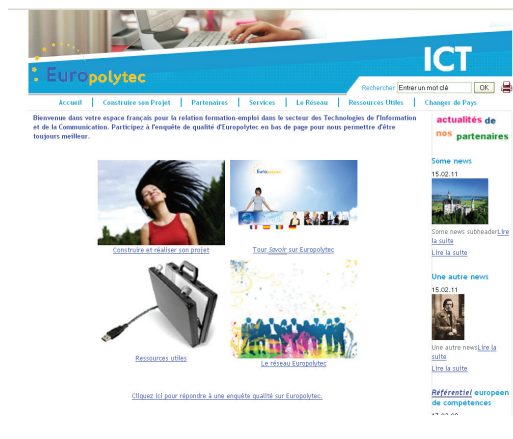 ICT
Europolytec
Rechercher Entrer un mot clé OK
Accueil | Construire son Projet | Partenaires | Services | Le Réseau | Ressources Utiles | Changer de Pays
Bienvenue dans votre espace français pour la relation formation-emploi dans le secteur des Technologies de l'Information
et de la Communication. Participez à l'enquête de qualité d'Europolytec en bas de page pour nous permettre d'être
toujours meilleur.
Europolytec
Construire et réaliser son projet
Tour Savoir sur Europolytec
Ressources utiles
Le réseau Europolytec
Cliquez ici pour répondre à une enquête qualité sur Europolytec.
actualités de
nos partenaires
Some news
15.02.11
Some news subheaderLire
la suite
Lire la suite
Une autre news
15.02.11
Une autre newsLire la
suite
Lire la suite
Référentiel européen
de compétences